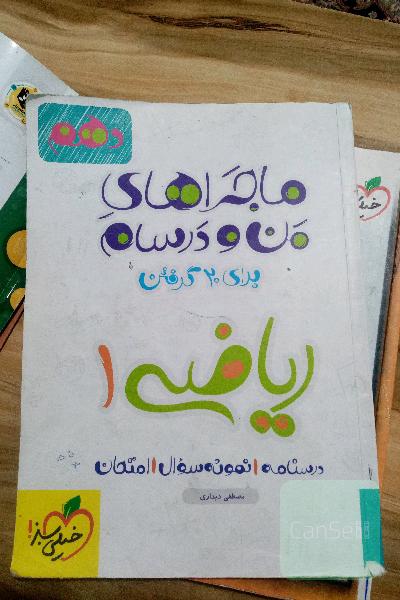 دهم
ماجراهای
من و درسام
برای ۲۰ گرفتن
ریاضی ۱
درسنامه | نمونه سؤال | امتحان
مصطفی دیداری
خیلی سبز
CanSell